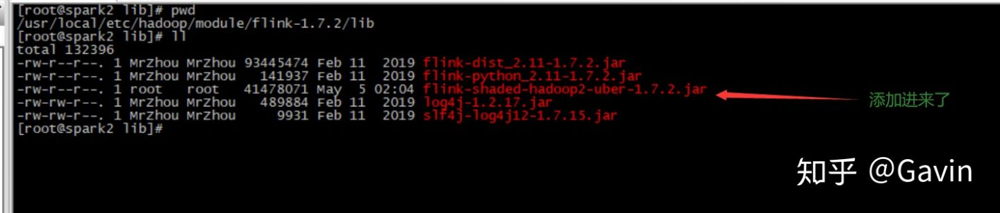 [root@spark2 lib]# pwd
/usr/local/etc/hadoop/module/flink-1.7.2/lib
[root@spark2 lib]# ll
total 132396
-rw-r--r--. 1 MrZhou MrZhou 93445474 Feb 11  2019 flink-dist_2.11-1.7.2.jar
-rw-r--r--. 1 MrZhou MrZhou   141937 Feb 11  2019 flink-python_2.11-1.7.2.jar
-rw-r--r--. 1 root   root   41478071 May  5 02:04 flink-shaded-hadoop2-uber-1.7.2.jar
-rw-rw-r--. 1 MrZhou MrZhou   489884 Feb 11  2019 log4j-1.2.17.jar
-rw-rw-r--. 1 MrZhou MrZhou     9931 Feb 11  2019 slf4j-log4j12-1.7.15.jar
[root@spark2 lib]#
添加进来了
知乎 @Gavin